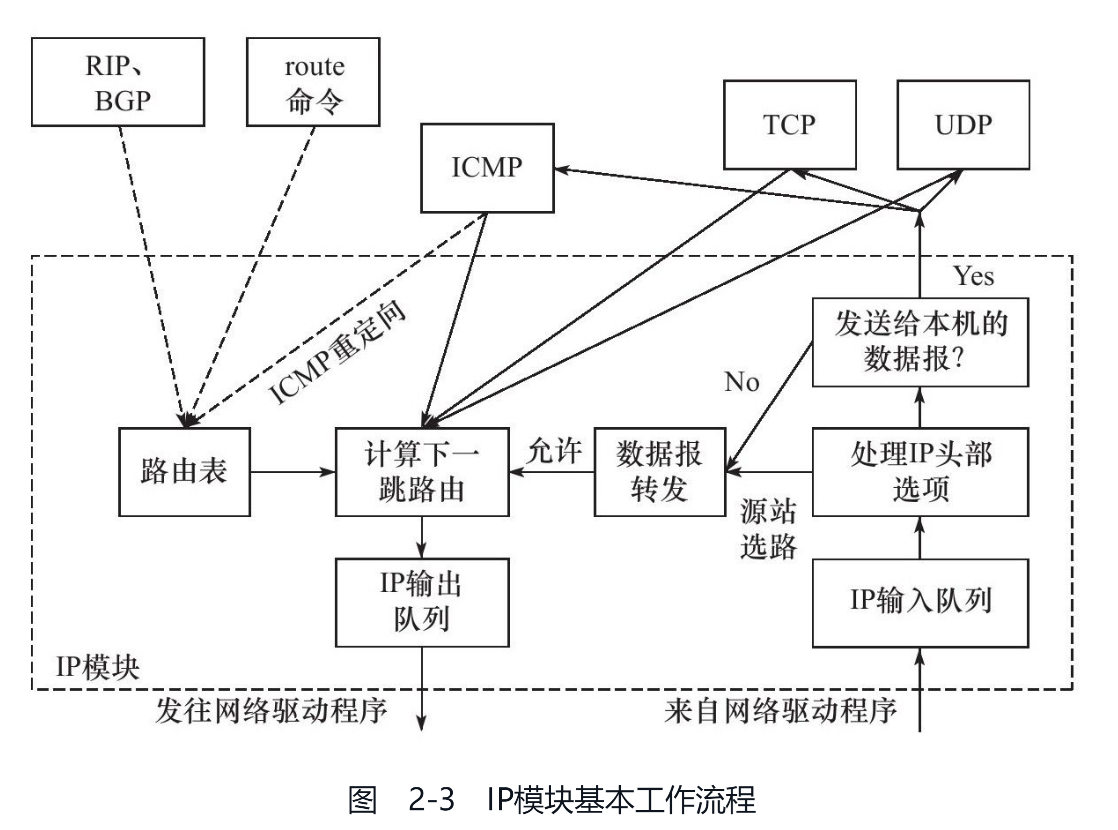 RIP、
BGP
route
命令
TCP
UDP
ICMP
Yes
发送给本机的
数据报？
ICMP重定向
No
路由表
计算下一
跳路由
允许
数据报
转发
处理IP头部
选项
源站
选路
IP输出
队列
IP输入队列
IP模块
发往网络驱动程序
来自网络驱动程序
图 2-3 IP模块基本工作流程